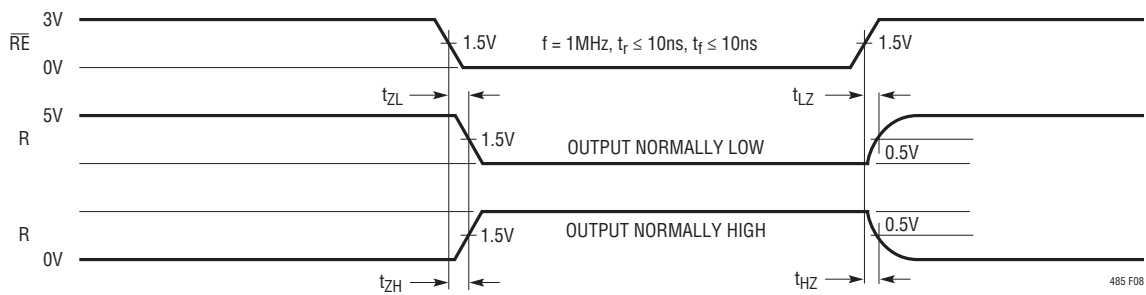 3V
RE
0V
1.5V
f = 1MHz, tr ≤ 10ns, tf ≤ 10ns
1.5V
tZL
tLZ
5V
R
1.5V
OUTPUT NORMALLY LOW
0.5V
R
0V
1.5V
OUTPUT NORMALLY HIGH
0.5V
tZH
tHZ
485 F08